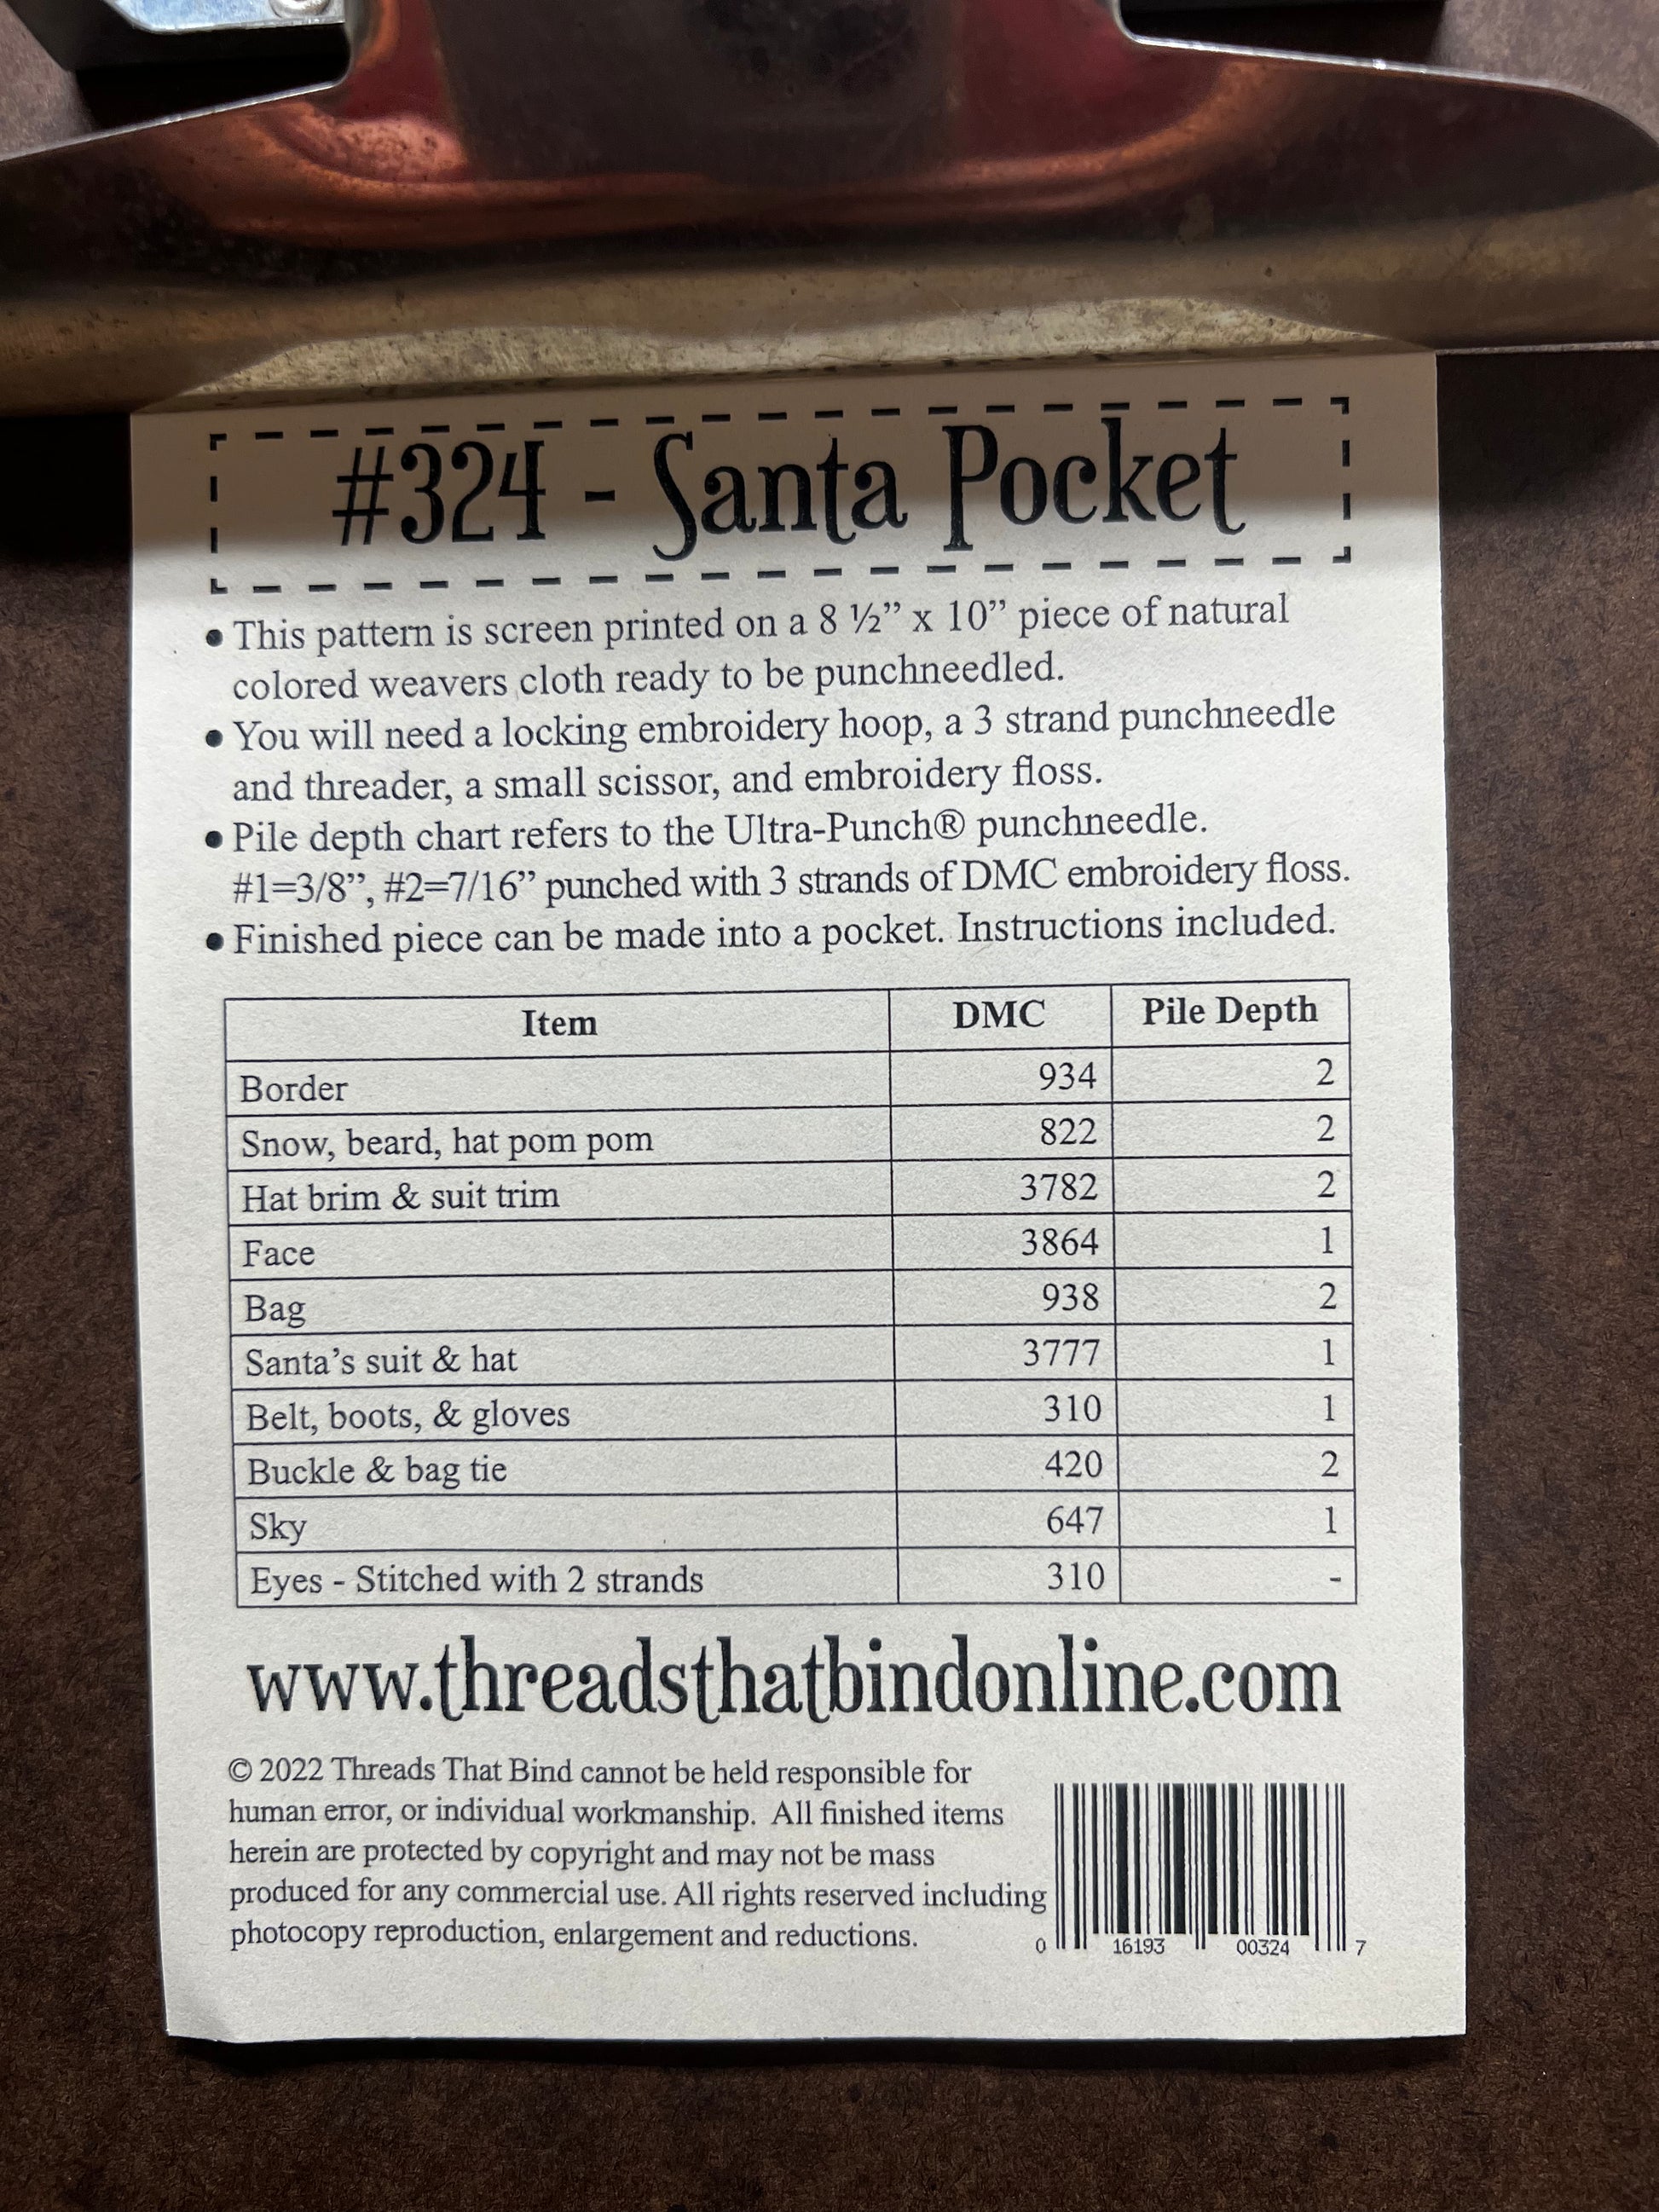 #324 - Santa Pocket
• This pattern is screen printed on a 8 ½” x 10” piece of natural
colored weavers cloth ready to be punchneedled.
• You will need a locking embroidery hoop, a 3 strand punchneedle
and threader, a small scissor, and embroidery floss.
• Pile depth chart refers to the Ultra-Punch® punchneedle.
#1=3/8”, #2=7/16” punched with 3 strands of DMC embroidery floss.
• Finished piece can be made into a pocket. Instructions included.
Item DMC Pile Depth
Border 934 2
Snow, beard, hat pom pom 822 2
Hat brim & suit trim 3782 2
Face 3864 1
Bag 938 2
Santa’s suit & hat 3777 1
Belt, boots, & gloves 310 1
Buckle & bag tie 420 2
Sky 647 1
Eyes - Stitched with 2 strands 310 -
www.threadsthatbindonline.com
© 2022 Threads That Bind cannot be held responsible for
human error, or individual workmanship. All finished items
herein are protected by copyright and may not be mass
produced for any commercial use. All rights reserved including
photocopy reproduction, enlargement and reductions.
0 16193 00324 7